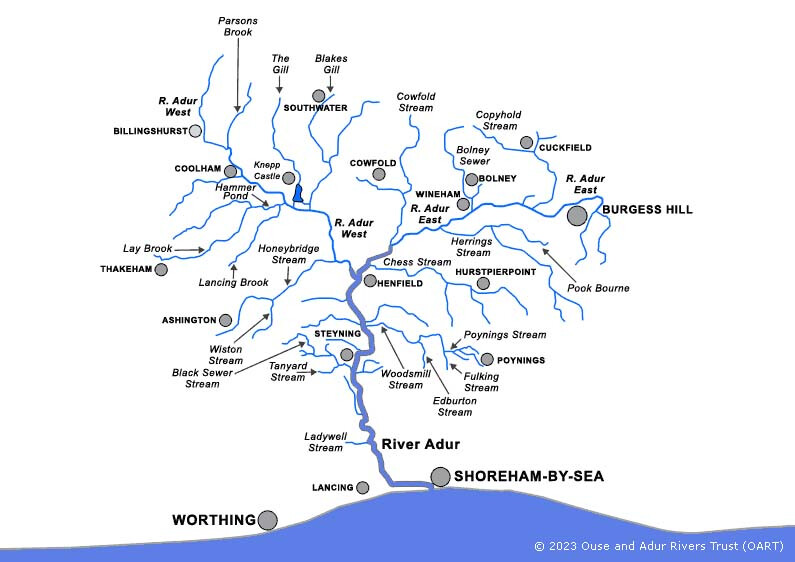 Parsons
Brook
The
Gill
Blakes
Gill
R. Adur
West
SOUTHWATER
Cowfold
Stream
Copyhold
Stream
BILLINGSHURST
Bolney
Sewer
CUCKFIELD
COOLHAM
Knepp
Castle
COWFOLD
BOLNEY
R. Adur
East
Hammer
Pond
WINEHAM
R. Adur
East
BURGESS HILL
R. Adur
West
Lay Brook
Honeybridge
Stream
Herrings
Stream
THAKEHAM
Lancing Brook
Chess Stream
HURSTPIERPOINT
Pook Bourne
HENFIELD
ASHINGTON
STEYNING
Poynings Stream
Wiston
Stream
POYNINGS
Black Sewer
Stream
Tanyard
Stream
Woodsmill
Stream
Fulking
Stream
Edburton
Stream
Ladywell
Stream
River Adur
SHOREHAM-BY-SEA
LANCING
WORTHING
© 2023 Ouse and Adur Rivers Trust (OART)